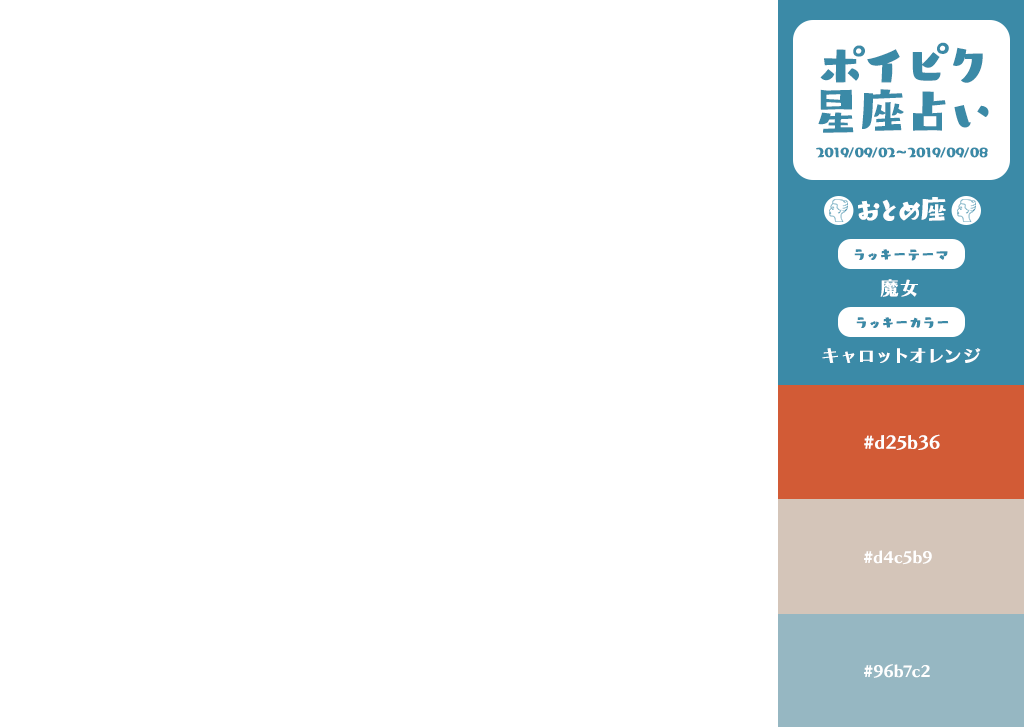 ポイピク
星座占い
2019/09/02～2019/09/08
おとめ座
ラッキーテーマ
魔女
ラッキーカラー
キャロットオレンジ
#d25b36
#d4c5b9
#96b7c2